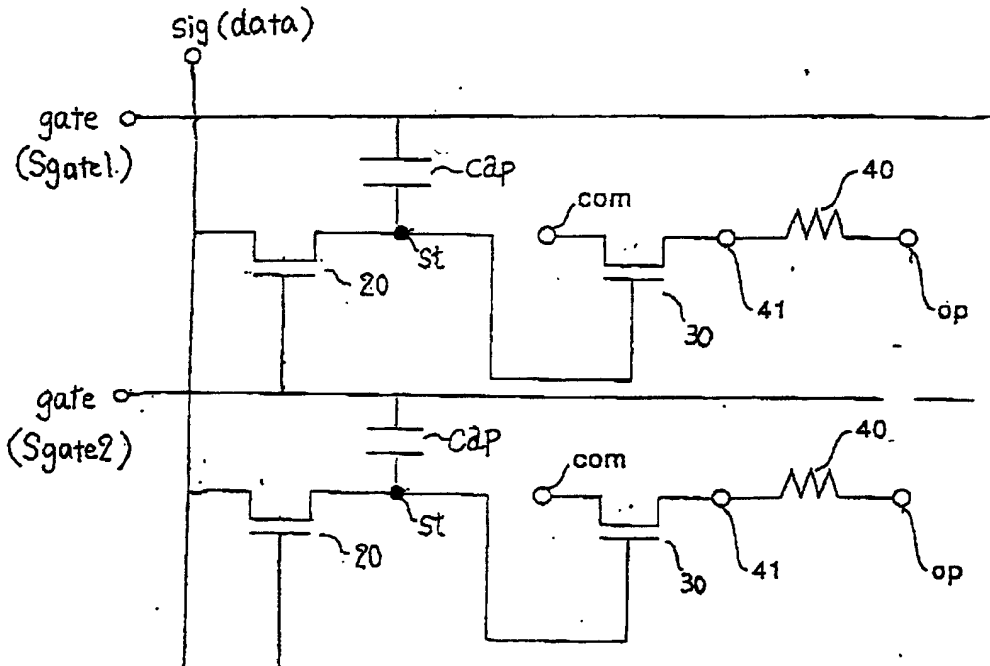 sig (data)
gate
(Sgate1.)
cap
40
com
st
20
30
41
op
gate
(Sgate2)
cap
40
com
st
20
30
41
op